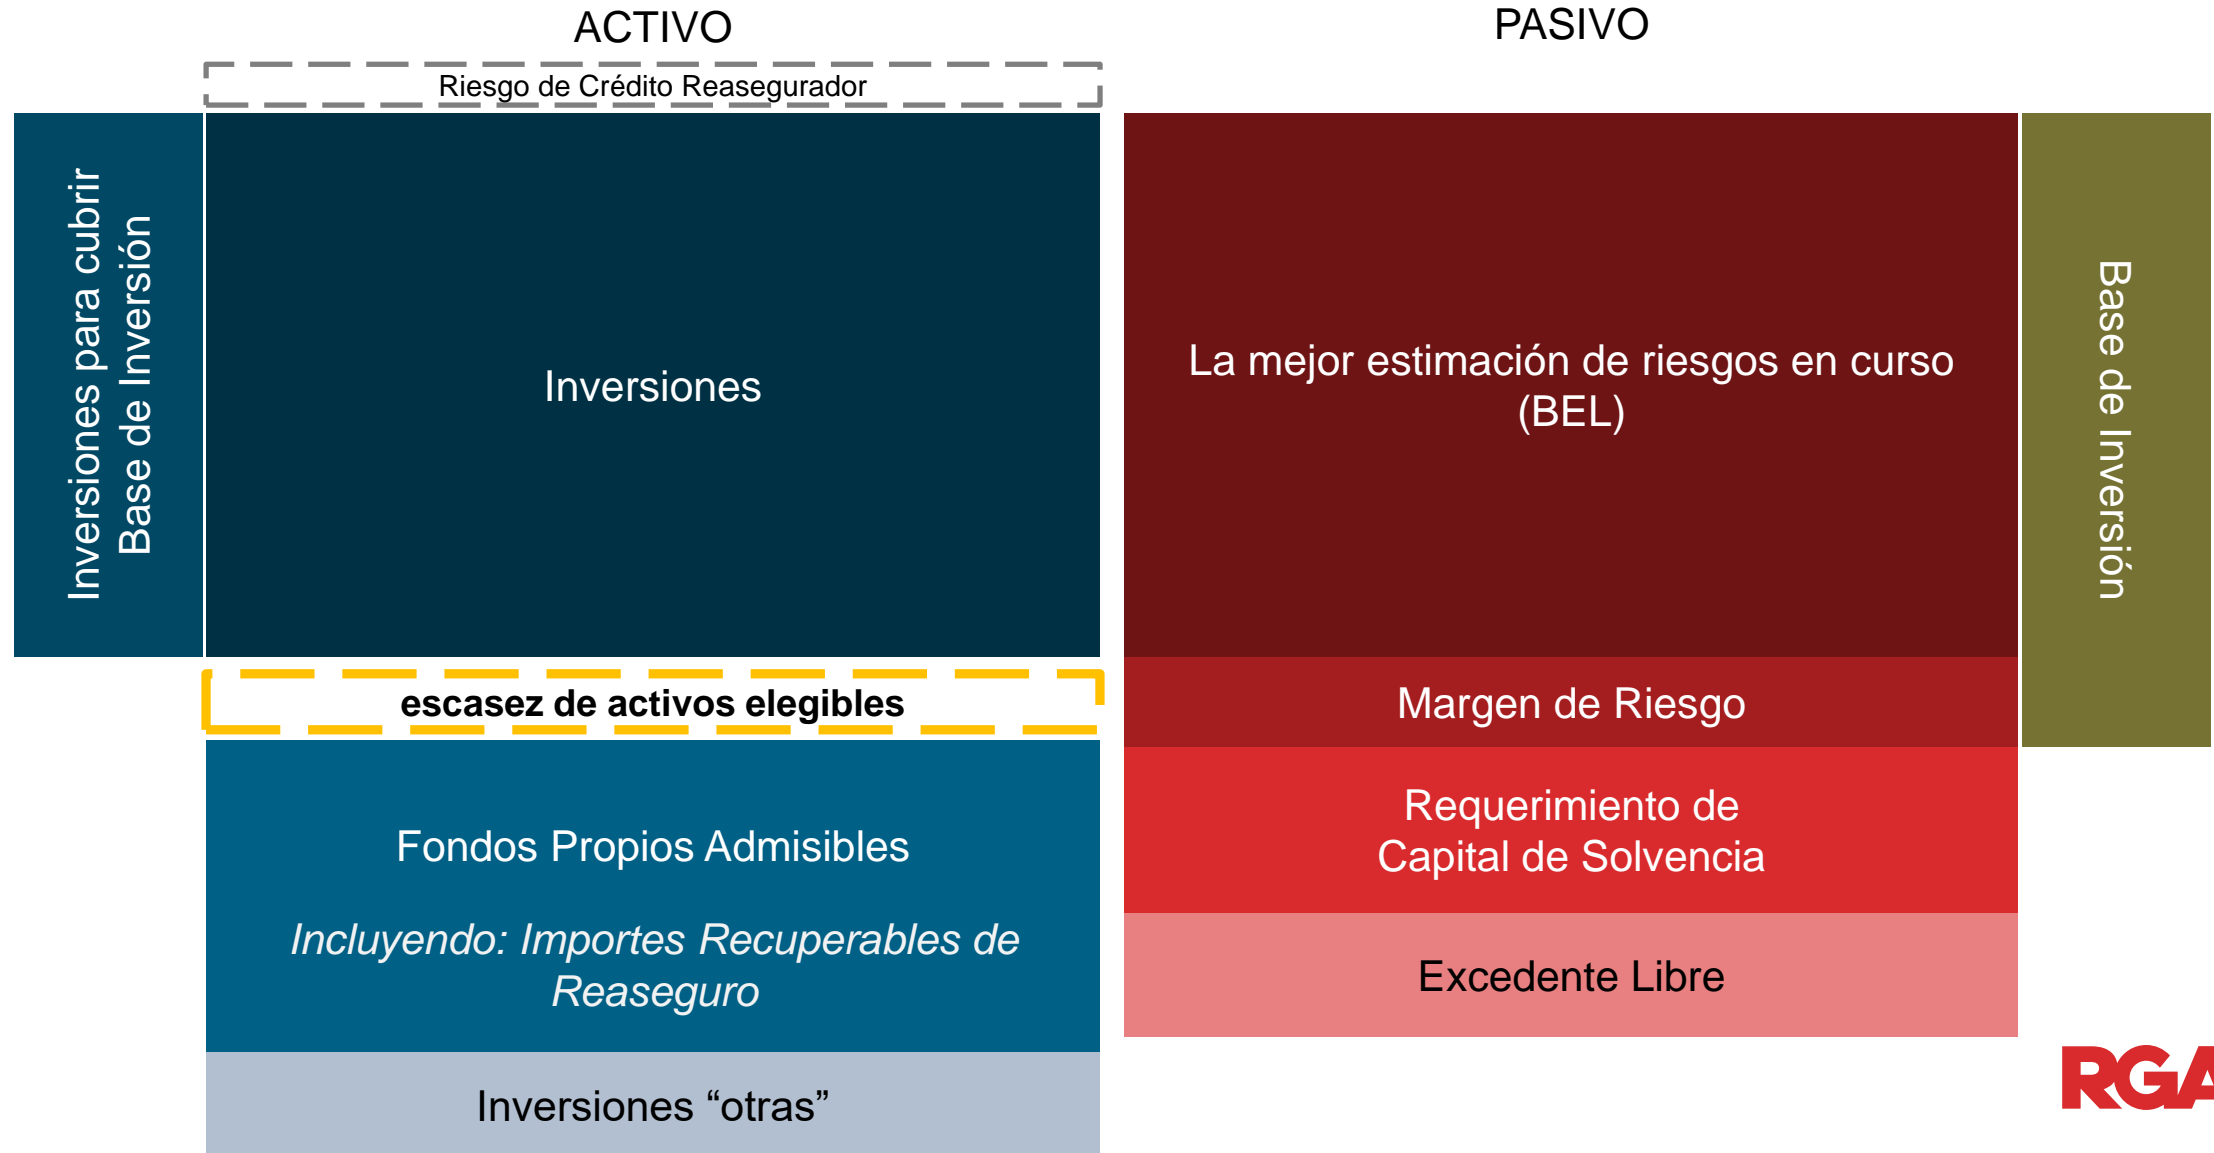 ACTIVO
PASIVO
Riesgo de Crédito Reasegurador
Inversiones para cubrir
Base de Inversión
Inversiones
La mejor estimación de riesgos en curso
(BEL)
Base de Inversión
escasez de activos elegibles
Margen de Riesgo
Fondos Propios Admisibles
Incluyendo: Importes Recuperables de
Reaseguro
Requerimiento de
Capital de Solvencia
Excedente Libre
Inversiones “otras”
RGA